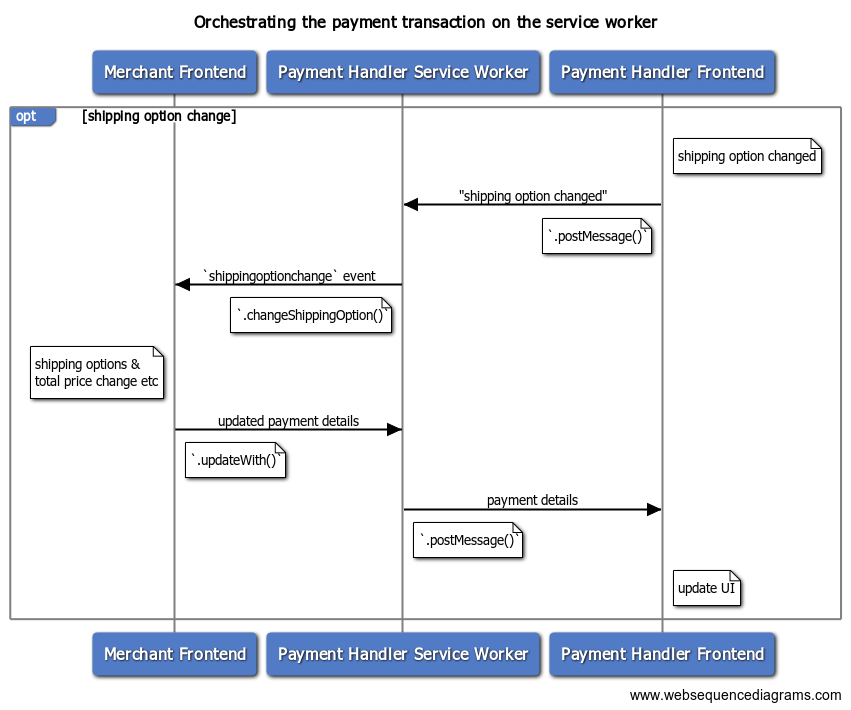 Orchestrating the payment transaction on the service worker
Merchant Frontend
Payment Handler Service Worker
Payment Handler Frontend
opt
[shipping option change]
shipping option changed
"shipping option changed"
`.postMessage()`
`shippingoptionchange` event
`.changeShippingOption()`
shipping options &
total price change etc
updated payment details
`.updateWith()`
payment details
`.postMessage()`
update UI
Merchant Frontend
Payment Handler Service Worker
Payment Handler Frontend
www.websequencediagrams.com